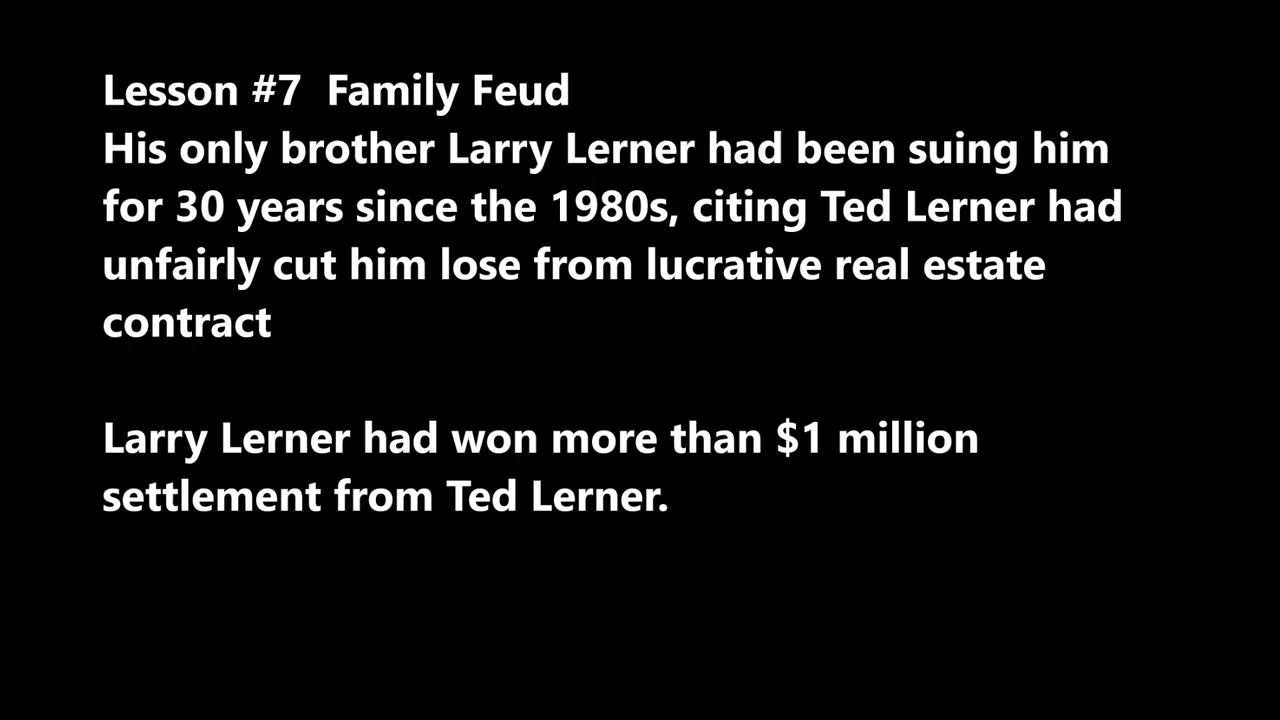 Lesson #7  Family Feud
His only brother Larry Lerner had been suing him
for 30 years since the 1980s, citing Ted Lerner had
unfairly cut him lose from lucrative real estate
contract
Larry Lerner had won more than $1 million
settlement from Ted Lerner.